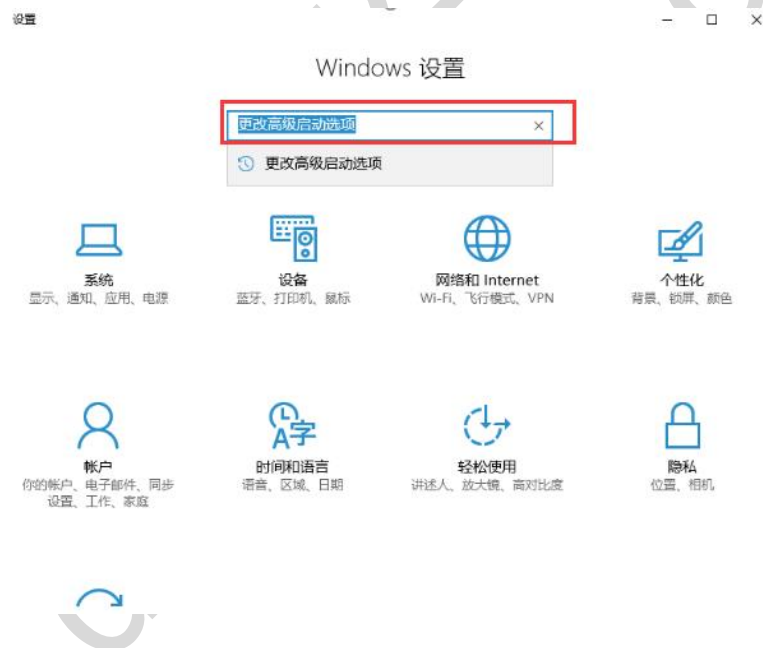 设置
Windows 设置
更改高级启动选项
更改高级启动选项
系统
显示、通知、应用、电源
设备
蓝牙、打印机、鼠标
网络和 Internet
Wi-Fi、飞行模式、VPN
个性化
背景、锁屏、颜色
帐户
你的帐户、电子邮件、同步
设置、工作、家庭
A字
时间和语言
语音、区域、日期
轻松使用
讲述人、放大镜、高对比度
隐私
位置、相机